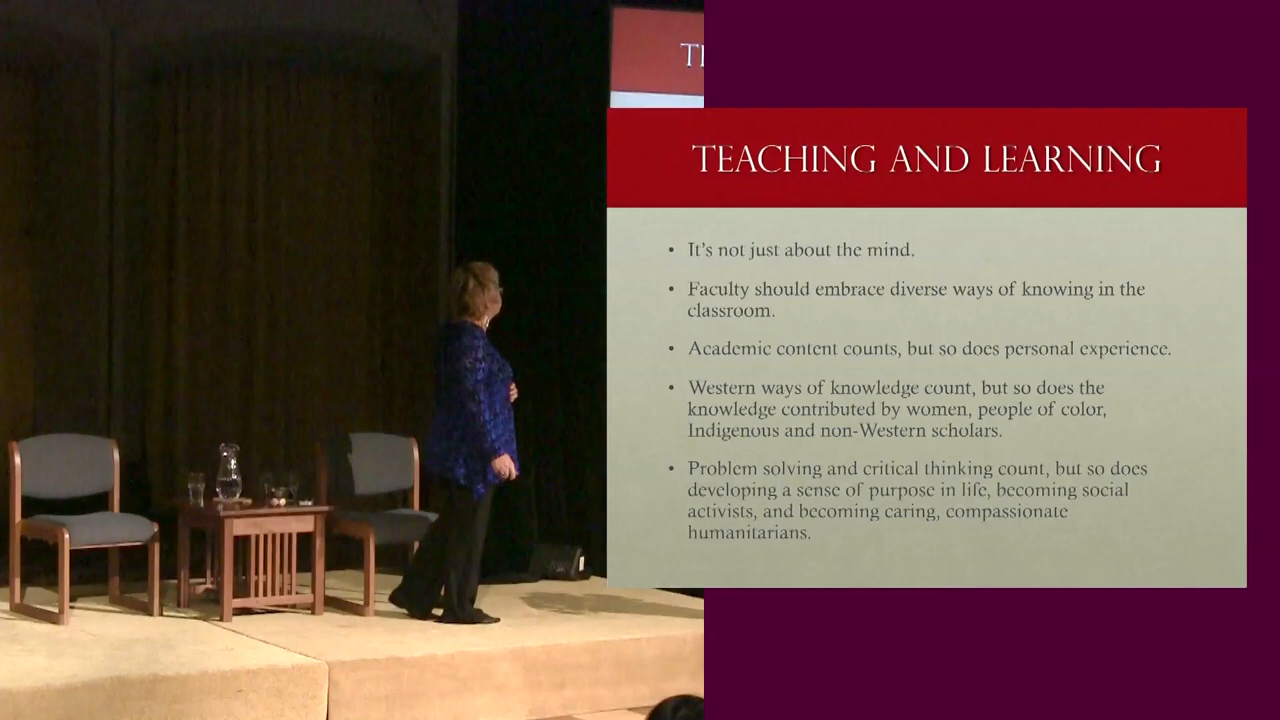 T
TEACHING AND LEARNING
• It's not just about the mind.
• Faculty should embrace diverse ways of knowing in the
classroom.
• Academic content counts, but so does personal experience.
• Western ways of knowledge count, but so does the
knowledge contributed by women, people of color,
Indigenous and non-Western scholars.
• Problem solving and critical thinking count, but so does
developing a sense of purpose in life, becoming social
activists, and becoming caring, compassionate
humanitarians.